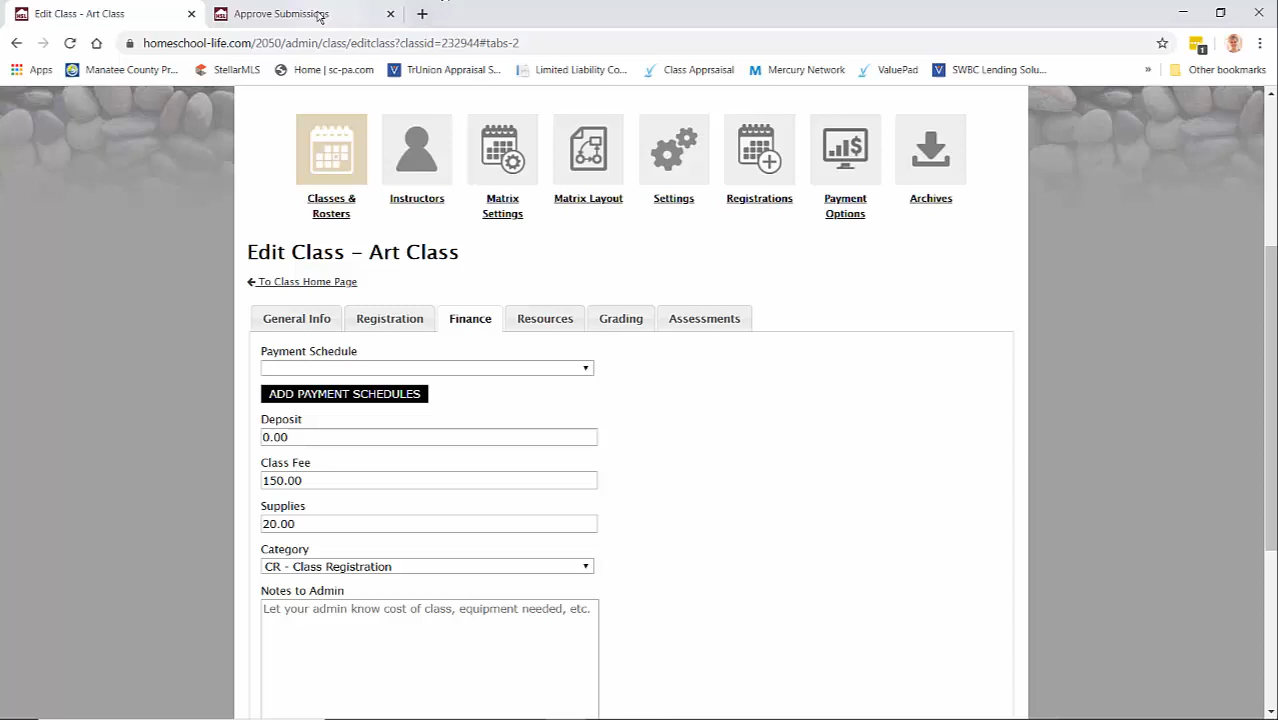 HSL Edit Class - Art Class
HSL Approve Submissions
homeschool-life.com/2050/admin/class/editclass?classid=232944#tabs-2
1
Apps
Manatee County Pr...
StellarMLS
Home | sc-pa.com
TrUnion Appraisal S...
Limited Liability Co...
Class Apprsaisal
Mercury Network
ValuePad
SWBC Lending Solu...
»
Other bookmarks
Classes &
Rosters
Instructors
Matrix
Settings
Matrix Layout
Settings
Registrations
Payment
Options
Archives
Edit Class – Art Class
To Class Home Page
General Info
Registration
Finance
Resources
Grading
Assessments
Payment Schedule
ADD PAYMENT SCHEDULES
Deposit
0.00
Class Fee
150.00
Supplies
20.00
Category
CR - Class Registration
Notes to Admin
Let your admin know cost of class, equipment needed, etc.